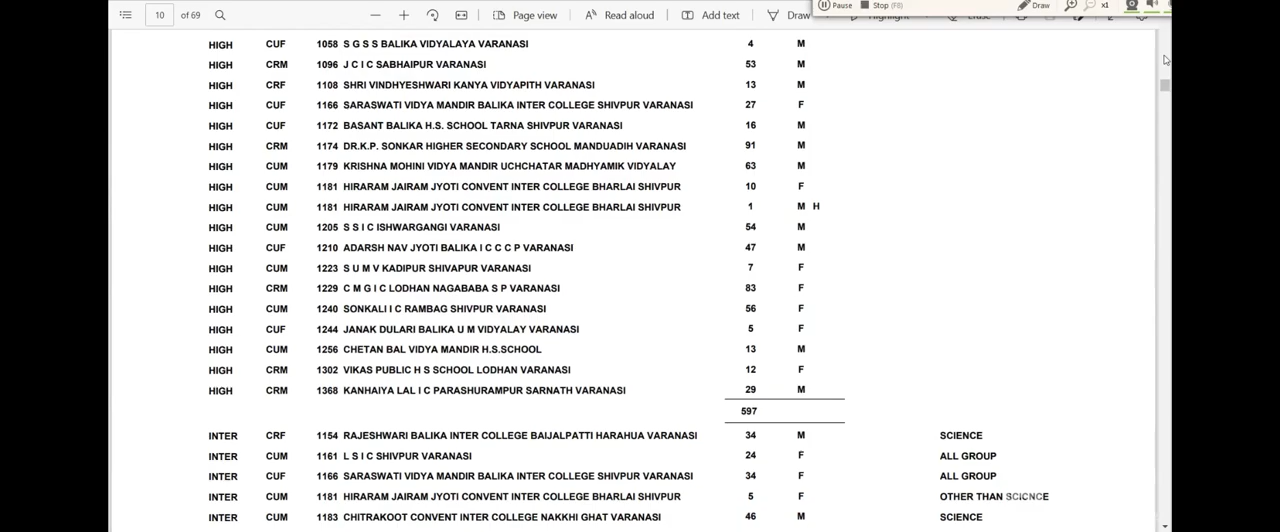 10 of 69 Page view Read aloud Add text Draw
Pause Stop (F8) Draw x1
HIGH CUF 1058 S G S S BALIKA VIDYALAYA VARANASI 4 M
HIGH CRM 1096 J C I C SABHAIPUR VARANASI 53 M
HIGH CRF 1108 SHRI VINDHYESHWARI KANYA VIDYAPITH VARANASI 13 M
HIGH CUF 1166 SARASWATI VIDYA MANDIR BALIKA INTER COLLEGE SHIVPUR VARANASI 27 F
HIGH CUF 1172 BASANT BALIKA H.S. SCHOOL TARNA SHIVPUR VARANASI 16 M
HIGH CRM 1174 DR.K.P. SONKAR HIGHER SECONDARY SCHOOL MANDUADIH VARANASI 91 M
HIGH CUM 1179 KRISHNA MOHINI VIDYA MANDIR UCHCHATAR MADHYAMIK VIDYALAY 63 M
HIGH CUM 1181 HIRARAM JAIRAM JYOTI CONVENT INTER COLLEGE BHARLAI SHIVPUR 10 F
HIGH CUM 1181 HIRARAM JAIRAM JYOTI CONVENT INTER COLLEGE BHARLAI SHIVPUR 1 M H
HIGH CUM 1205 S S I C ISHWARGANGI VARANASI 54 M
HIGH CUF 1210 ADARSH NAV JYOTI BALIKA I C C C P VARANASI 47 M
HIGH CUM 1223 S U M V KADIPUR SHIVAPUR VARANASI 7 F
HIGH CRM 1229 C M G I C LODHAN NAGABABA S P VARANASI 83 F
HIGH CUM 1240 SONKALI I C RAMBAG SHIVPUR VARANASI 56 F
HIGH CUF 1244 JANAK DULARI BALIKA U M VIDYALAY VARANASI 5 F
HIGH CUM 1256 CHETAN BAL VIDYA MANDIR H.S.SCHOOL 13 M
HIGH CRM 1302 VIKAS PUBLIC H S SCHOOL LODHAN VARANASI 12 F
HIGH CRM 1368 KANHAIYA LAL I C PARASHURAMPUR SARNATH VARANASI 29 M
597
INTER CRF 1154 RAJESHWARI BALIKA INTER COLLEGE BAIJALPATTI HARAHUA VARANASI 34 M SCIENCE
INTER CUM 1161 L S I C SHIVPUR VARANASI 24 F ALL GROUP
INTER CUF 1166 SARASWATI VIDYA MANDIR BALIKA INTER COLLEGE SHIVPUR VARANASI 34 F ALL GROUP
INTER CUM 1181 HIRARAM JAIRAM JYOTI CONVENT INTER COLLEGE BHARLAI SHIVPUR 5 F OTHER THAN SCIENCE
INTER CUM 1183 CHITRAKOOT CONVENT INTER COLLEGE NAKKHI GHAT VARANASI 46 M SCIENCE